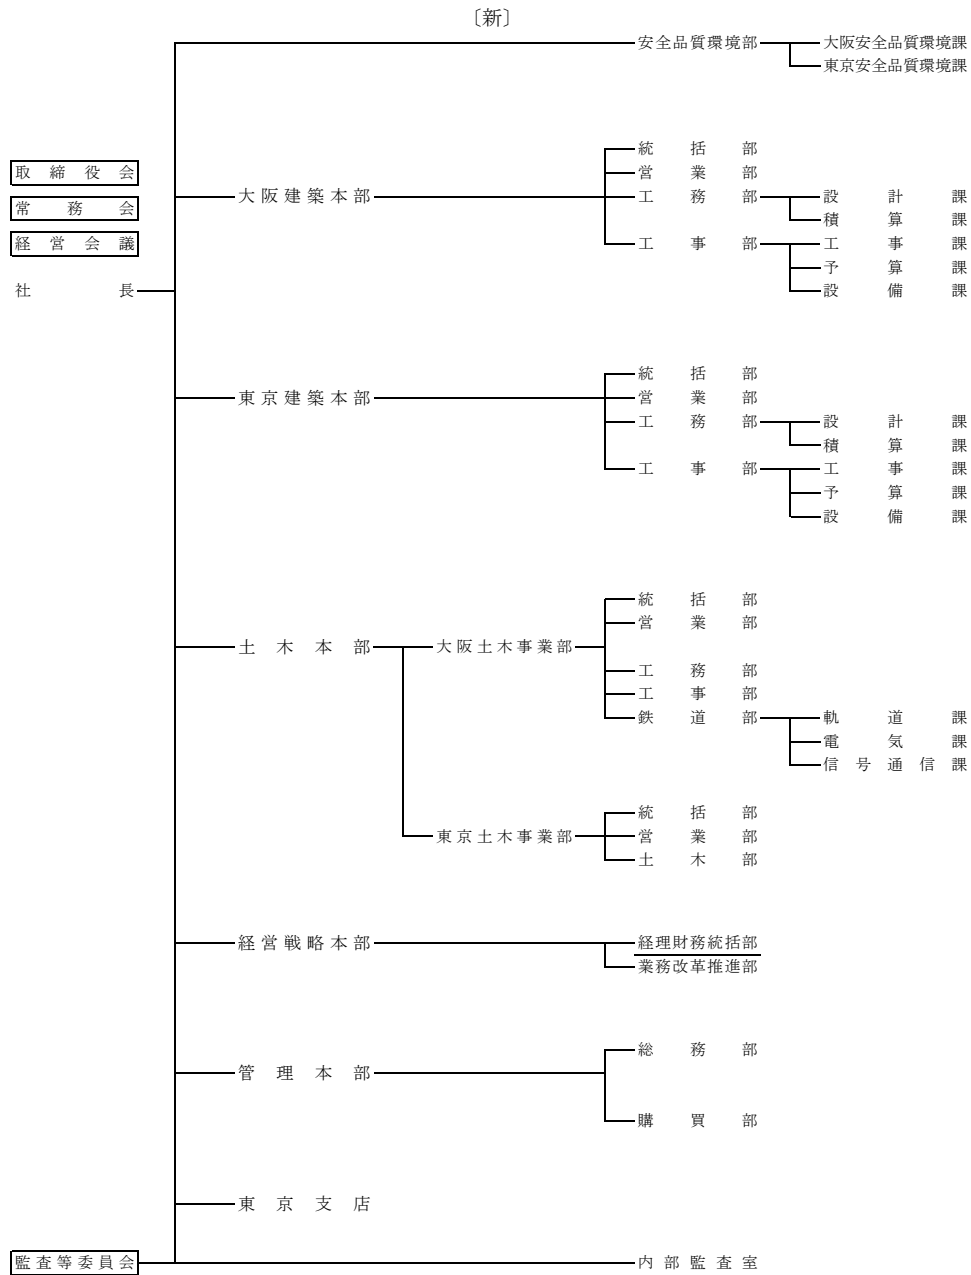 〔新〕
安全品質環境部 大阪安全品質環境課
東京安全品質環境課
統括部
取締役会 営業部
大阪建築本部 工務部 設計課
常務会 積算課
経営会議 工事部 工事課
予算課
社長 設備課
統括部
東京建築本部 営業部
工務部 設計課
積算課
工事部 工事課
予算課
設備課
統括部
営業部
土木本部 大阪土木事業部
工務部
工事部
鉄道部 軌道課
電気課
信号通信課
統括部
東京土木事業部 営業部
土木部
経営戦略本部 経理財務統括部
業務改革推進部
総務部
管理本部
購買部
東京支店
監査等委員会 内部監査室